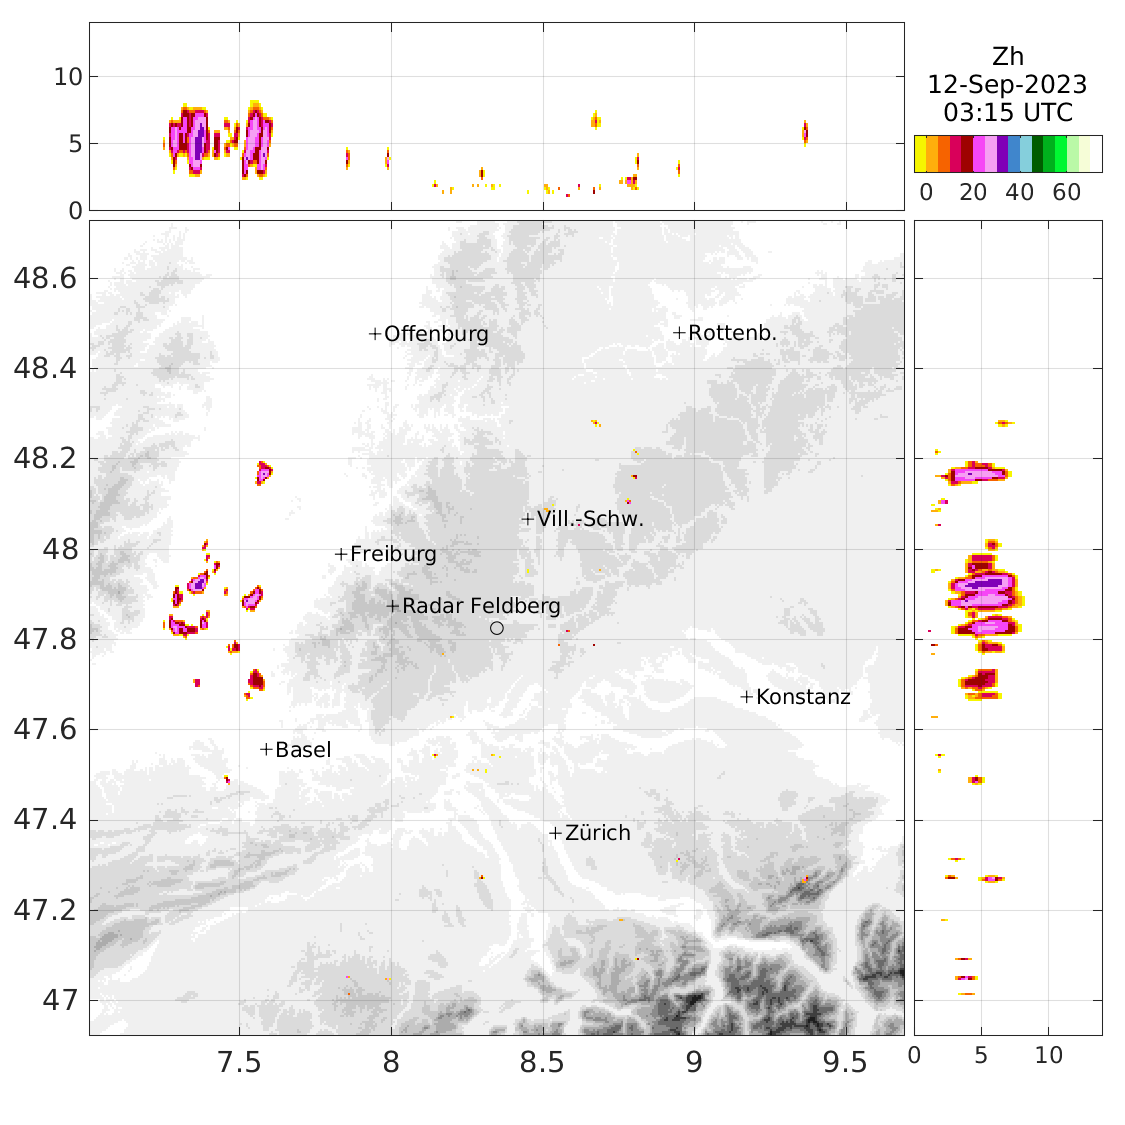 Zh
12-Sep-2023
03:15 UTC
0 20 40 60
10
5
0
48.6
48.4
48.2
48
47.8
47.6
47.4
47.2
47
Offenburg
Rottenb.
Vill.-Schw.
Freiburg
Radar Feldberg
Konstanz
Basel
Zürich
7.5 8 8.5 9 9.5
0 5 10